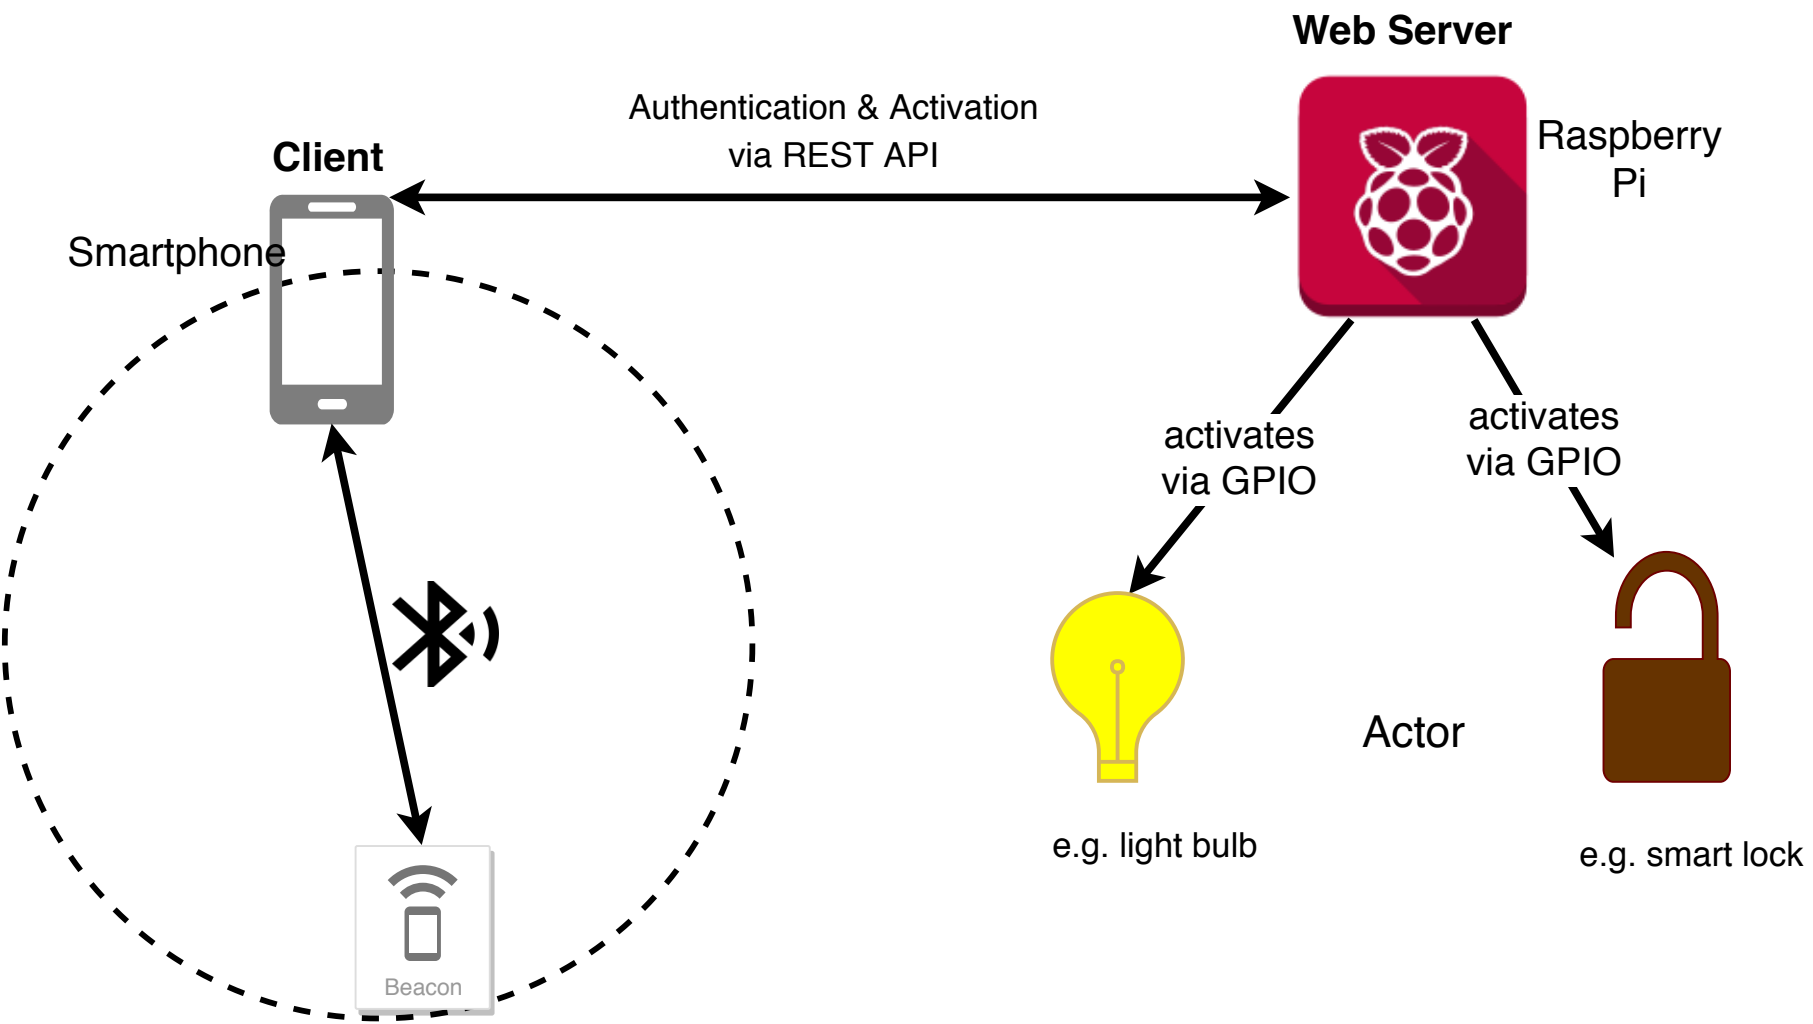 Web Server
Authentication & Activation
via REST API
Raspberry
Pi
Client
Smartphone
activates
via GPIO
activates
via GPIO
Actor
e.g. light bulb
e.g. smart lock
Beacon